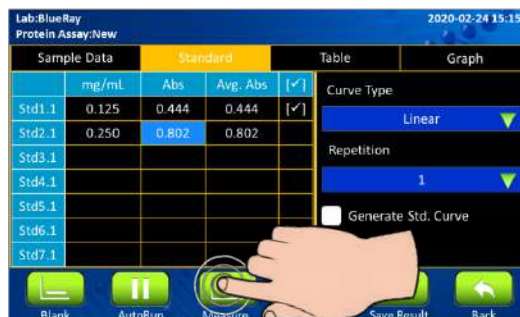 Lab:BlueRay
2020-02-24 15:15
Protein Assay:New
Sample Data Standard Table Graph
mg/mL Abs Avg. Abs [✓]
Std1.1 0.125 0.444 0.444 [✓]
Std2.1 0.250 0.802 0.802
Std3.1
Std4.1
Std5.1
Std6.1
Std7.1
Curve Type
Linear
Repetition
1
Generate Std. Curve
Blank AutoRun Measure Save Result Back